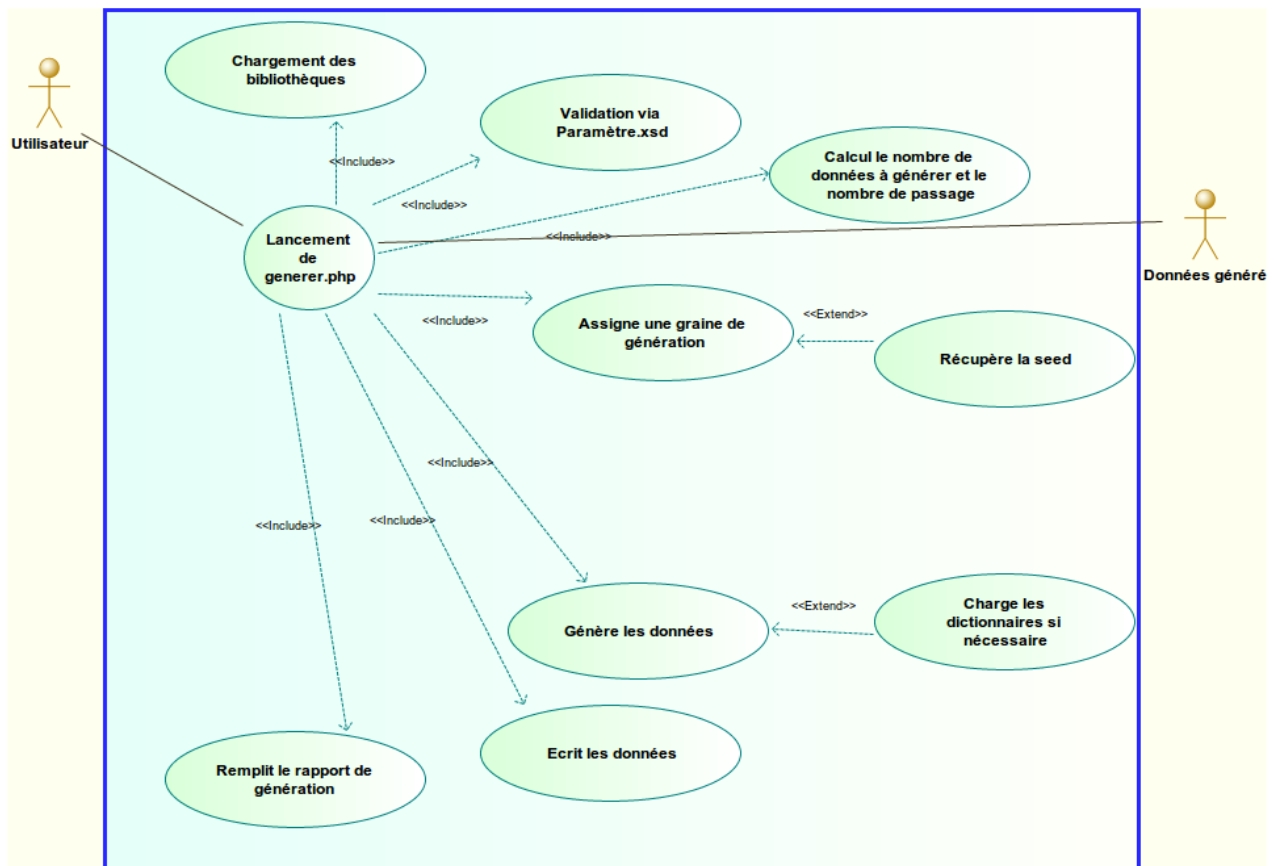 Chargement des
bibliothèques
Utilisateur
Validation via
Paramètre.xsd
<<Include>>
Calcul le nombre de
données à générer et le
nombre de passage
<<Include>>
Lancement
de
generer.php
<<Include>>
Données généré
<<Include>>
Assigne une graine de
génération
<<Extend>>
Récupère la seed
<<Include>>
<<Include>>
<<Include>>
Génère les données
<<Extend>>
Charge les
dictionnaires si
nécessaire
Ecrit les données
Remplit le rapport de
génération